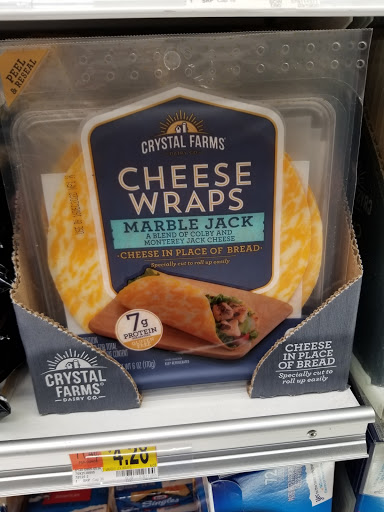 PEEL
& RESEAL
CRYSTAL FARMS
CHEESE
WRAPS
MARBLE JACK
A BLEND OF COLBY AND
MONTEREY JACK CHEESE
·CHEESE IN PLACE OF BREAD·
Specially cut to roll up easily
7g
PROTEIN
CRYSTAL
FARMS
DAIRY CO.
CHEESE
IN PLACE
OF BREAD
Specially cut to
roll up easily
4.28
Singles